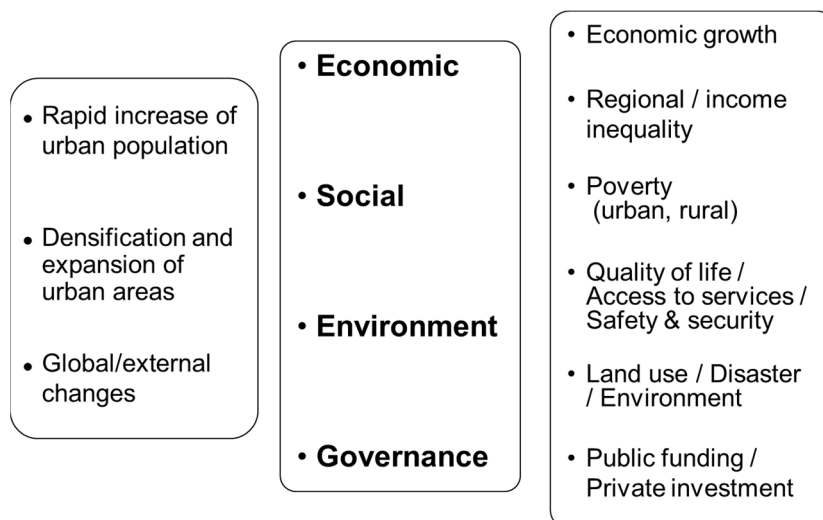 • Rapid increase of
urban population
• Densification and
expansion of
urban areas
• Global/external
changes
• Economic
• Social
• Environment
• Governance
• Economic growth
• Regional / income
inequality
• Poverty
(urban, rural)
• Quality of life /
Access to services /
Safety & security
• Land use / Disaster
/ Environment
• Public funding /
Private investment